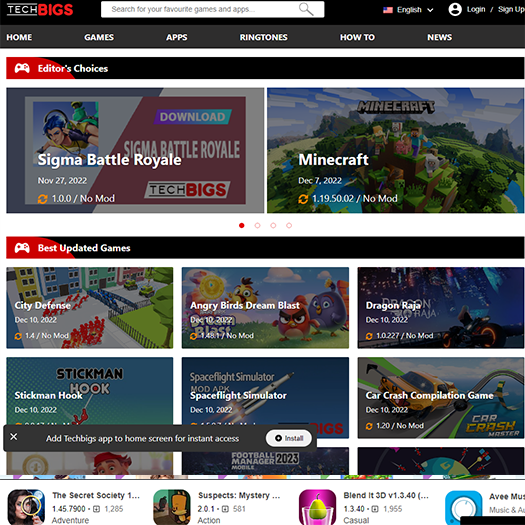 TECHBIGS
Search for your favourite games and apps...
English
Login / Sign Up
HOME GAMES APPS RINGTONES HOW TO NEWS
Editor's Choices
DOWNLOAD
SIGMA BATTLE ROYALE
TECHBIGS
Sigma Battle Royale
Nov 27, 2022
1.0.0 / No Mod
MINECRAFT
Minecraft
Dec 7, 2022
1.19.50.02 / No Mod
Best Updated Games
City Defense
Dec 10, 2022
1.4 / No Mod
Angry Birds Dream Blast
Dec 10, 2022
1.48.1 / No Mod
Dragon Raja
Dec 10, 2022
1.0.227 / No Mod
STICKMAN
HOOK
Stickman Hook
Dec 10, 2022
Spaceflight Simulator
MOD APK
Spaceflight Simulator
Dec 10, 2022
Car Crash Compilation Game
Dec 10, 2022
1.20 / No Mod
CAR
CRASH
MASTER
Add Techbigs app to home screen for instant access
Install
FOOTBALL
MANAGER 2023
MOBILE
The Secret Society 1...
1.45.7900 - 1,285
Adventure
Suspects: Mystery ...
2.0.1 - 581
Action
Blend It 3D v1.3.40 (...
1.3.40 - 1,955
Casual
Avee Mus
Music & Au